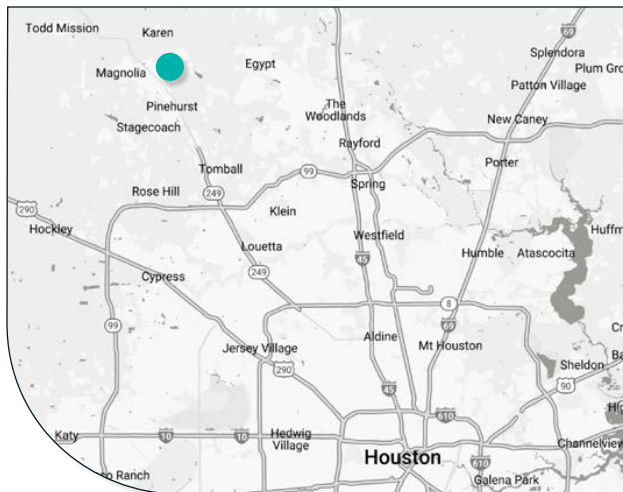 Todd Mission
Karen
69
Splendora
Egypt
Magnolia
Plum Gro
Patton Village
Pinehurst
The
Woodlands
Stagecoach
New Caney
Rayford
Tomball
99
Porter
Spring
Rose Hill
249
290
Klein
Hockley
Westfield
Huffm
Louetta
Humble
Atascocita
45
249
Cypress
8
99
69
Aldine
Mt Houston
Jersey Village
Sheldon
290
45
90
610
Katy
10
10
Hedwig
Village
Houston
610
Channelview
Galena Park
co Ranch